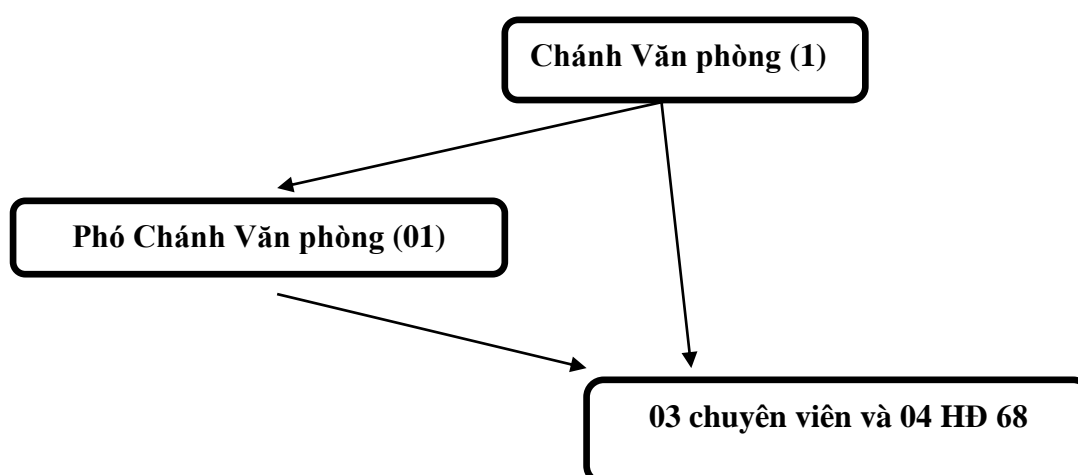 Chánh Văn phòng (1)
Phó Chánh Văn phòng (01)
03 chuyên viên và 04 HĐ 68